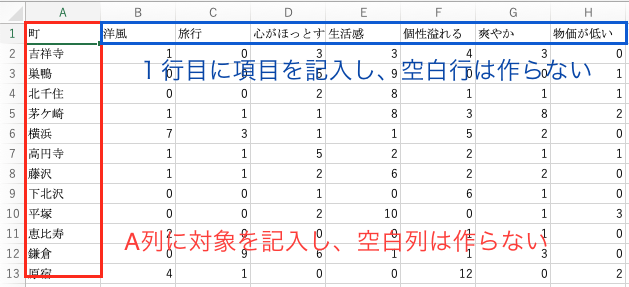 A B C D E F G H
1 町 洋風 旅行 心がほっとす 生活感 個性溢れる 爽やか 物価が低い
2 吉祥寺 1 0 3 3 4 3 0
3 巣鴨 0 0 9 0 0 1
1行目に項目を記入し、空白行は作らない
4 北千住 0 0 2 8 1 1 1
5 茅ケ崎 1 1 1 8 3 8 2
6 横浜 7 3 1 1 5 2 0
7 高円寺 1 1 5 2 2 1 1
8 藤沢 1 1 2 6 2 2 0
9 下北沢 0 0 1 0 6 1 0
10 平塚 0 0 2 10 0 1 3
11 恵比寿 2 0 0 0 1 1 0
A列に対象を記入し、空白列は作らない
12 鎌倉 0 9 6 1 1 3 0
13 原宿 4 1 0 0 12 0 2